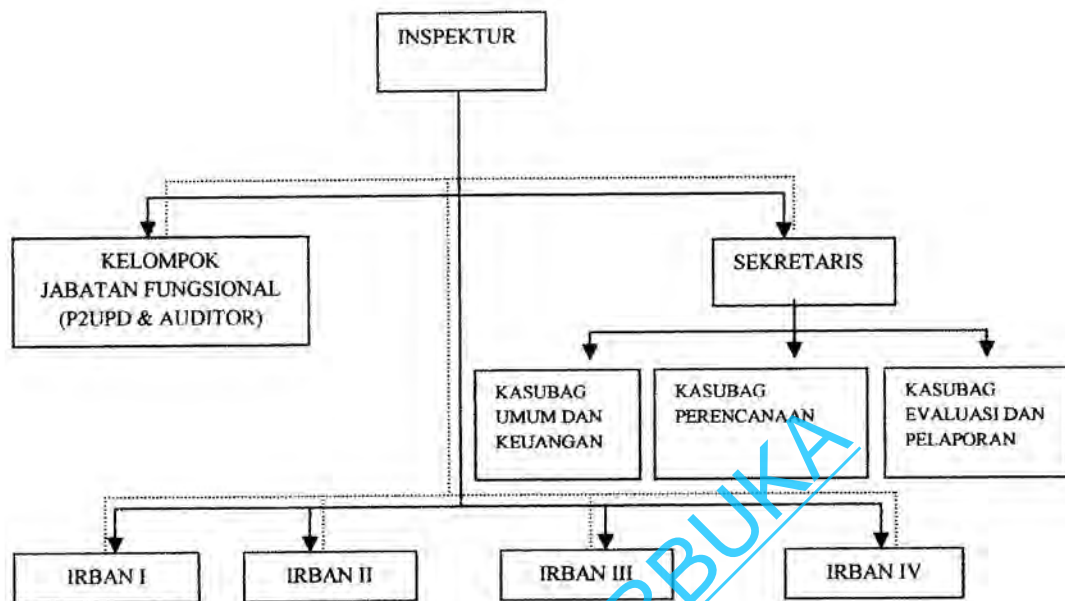 INSPEKTUR
KELOMPOK
JABATAN FUNGSIONAL
(P2UPD & AUDITOR)
SEKRETARIS
KASUBAG
UMUM DAN
KEUANGAN
KASUBAG
PERENCANAAN
KASUBAG
EVALUASI DAN
PELAPORAN
IRBAN I
IRBAN II
IRBAN III
IRBAN IV
RBUKA